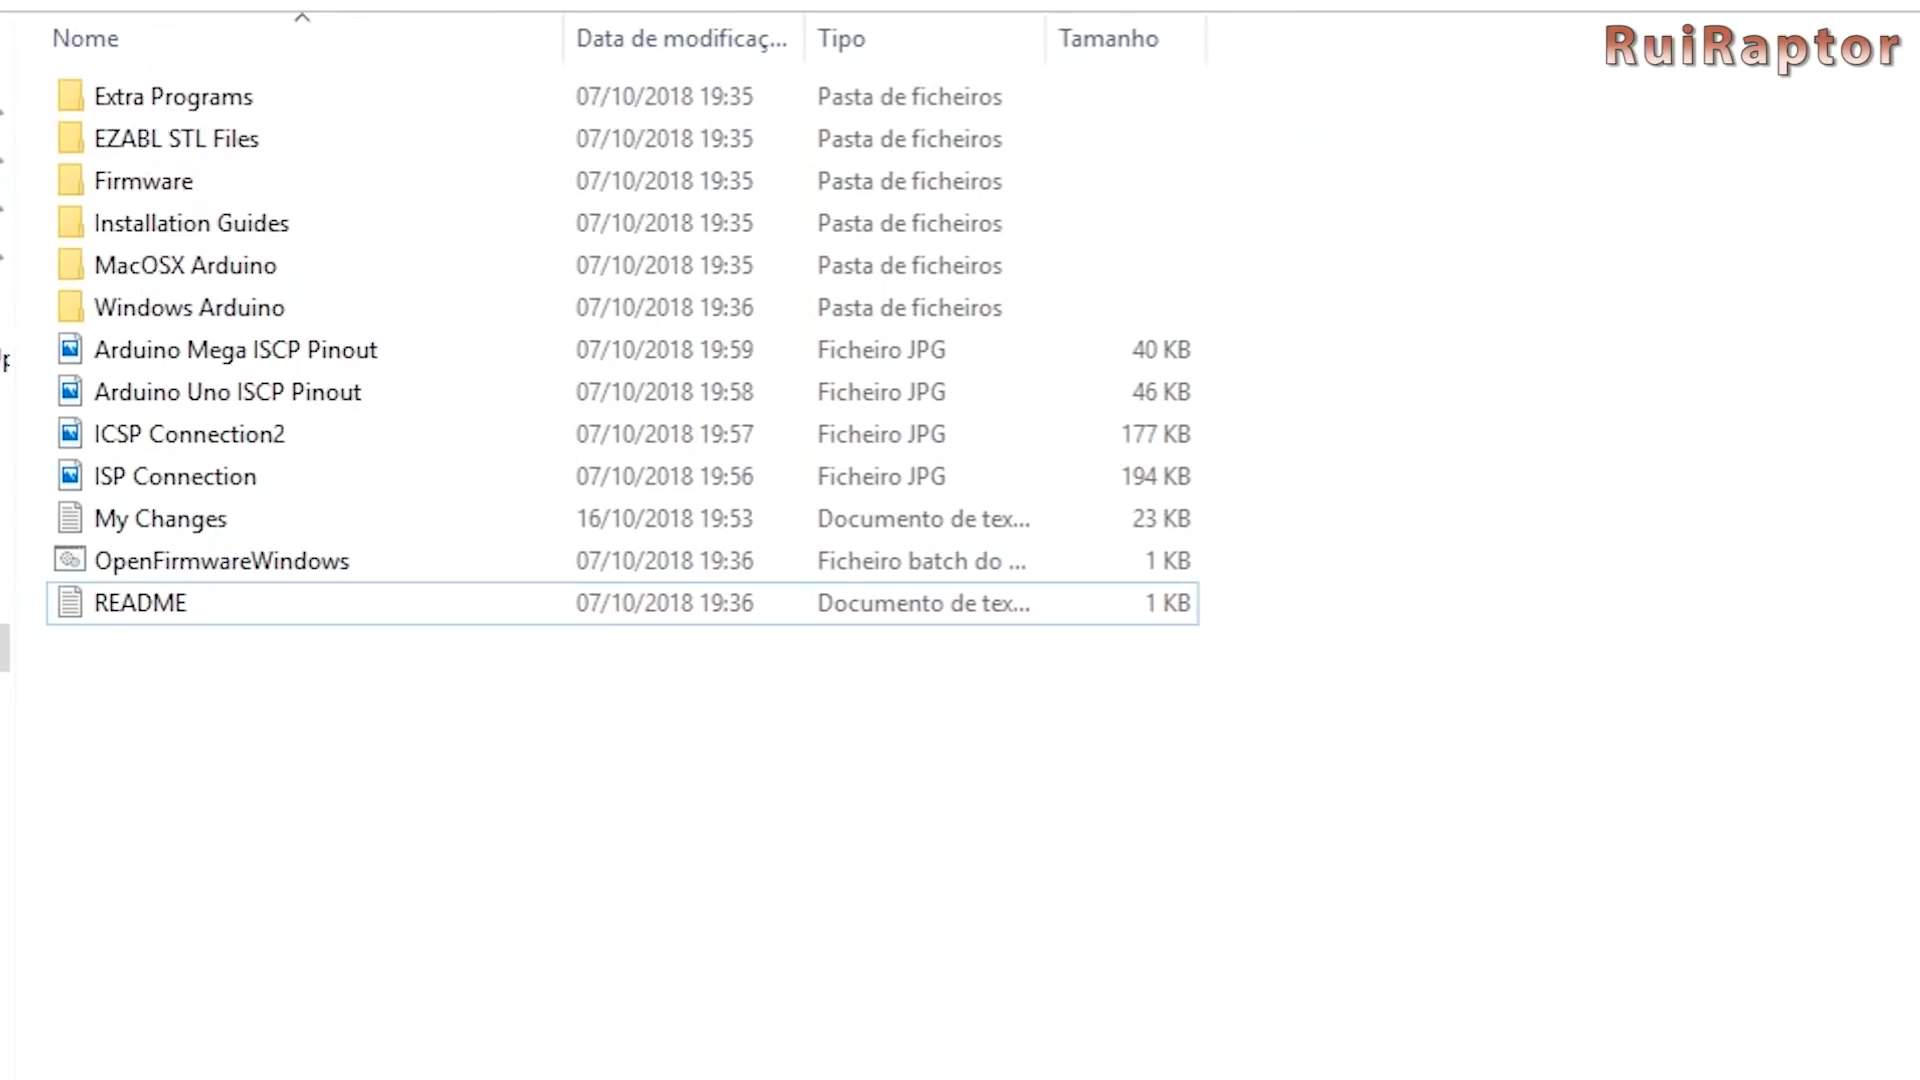 Nome Data de modificaç... Tipo Tamanho
RuiRaptor
Extra Programs 07/10/2018 19:35 Pasta de ficheiros
EZABL STL Files 07/10/2018 19:35 Pasta de ficheiros
Firmware 07/10/2018 19:35 Pasta de ficheiros
Installation Guides 07/10/2018 19:35 Pasta de ficheiros
MacOSX Arduino 07/10/2018 19:35 Pasta de ficheiros
Windows Arduino 07/10/2018 19:36 Pasta de ficheiros
Arduino Mega ISCP Pinout 07/10/2018 19:59 Ficheiro JPG 40 KB
Arduino Uno ISCP Pinout 07/10/2018 19:58 Ficheiro JPG 46 KB
ICSP Connection2 07/10/2018 19:57 Ficheiro JPG 177 KB
ISP Connection 07/10/2018 19:56 Ficheiro JPG 194 KB
My Changes 16/10/2018 19:53 Documento de tex... 23 KB
OpenFirmwareWindows 07/10/2018 19:36 Ficheiro batch do ... 1 KB
README 07/10/2018 19:36 Documento de tex... 1 KB